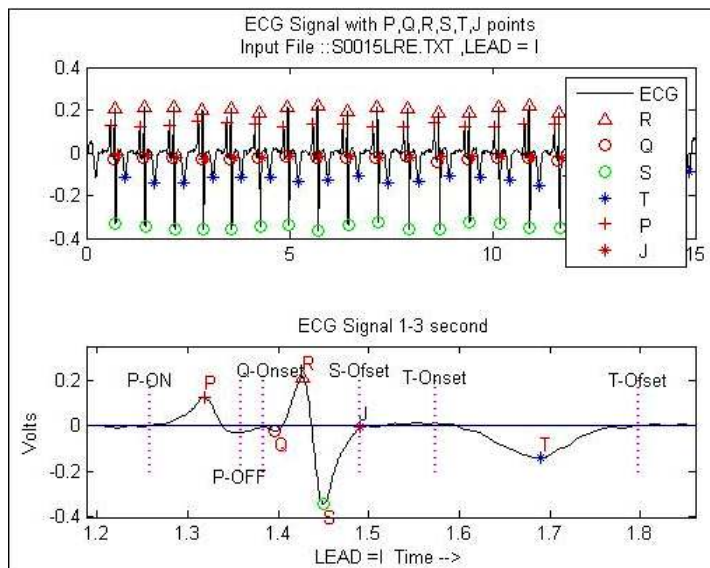 ECG Signal with P,Q,R,S,T,J points
Input File ::S0015LRE.TXT ,LEAD = I
0.4
0.2
0
-0.2
-0.4
0
5
10
15
ECG
R
Q
S
T
P
J
ECG Signal 1-3 second
Volts
0.2
0
-0.2
-0.4
P-ON
P
P-OFF
Q-Onset
Q
R
S
S-Ofset
J
T-Onset
T
T-Ofset
1.2
1.3
1.4
1.5
1.6
1.7
1.8
LEAD =I Time -->